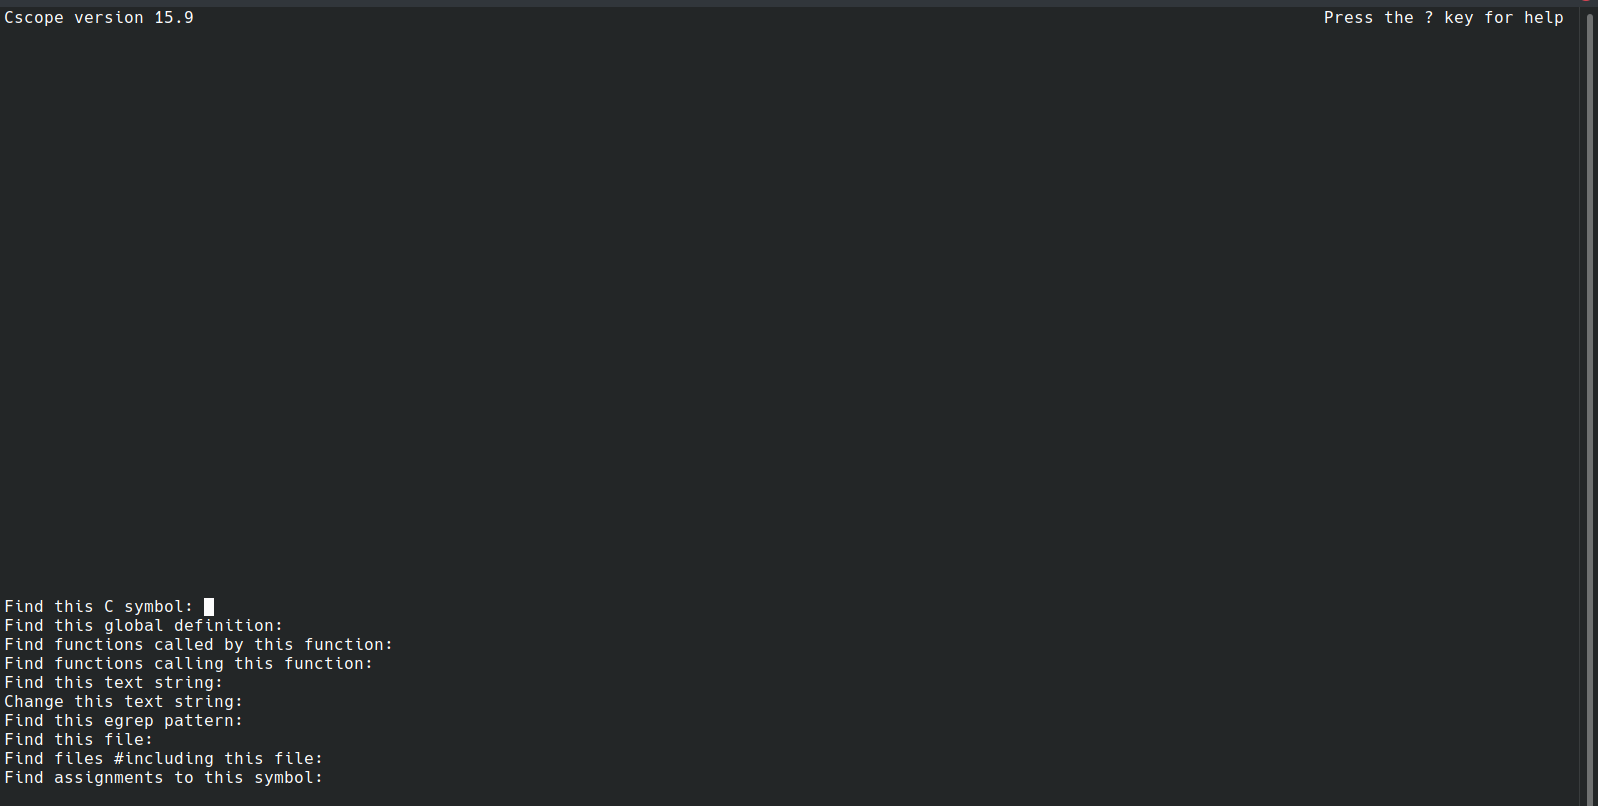 Cscope version 15.9 Press the ? key for help
Find this C symbol:
Find this global definition:
Find functions called by this function:
Find functions calling this function:
Find this text string:
Change this text string:
Find this egrep pattern:
Find this file:
Find files #including this file:
Find assignments to this symbol: